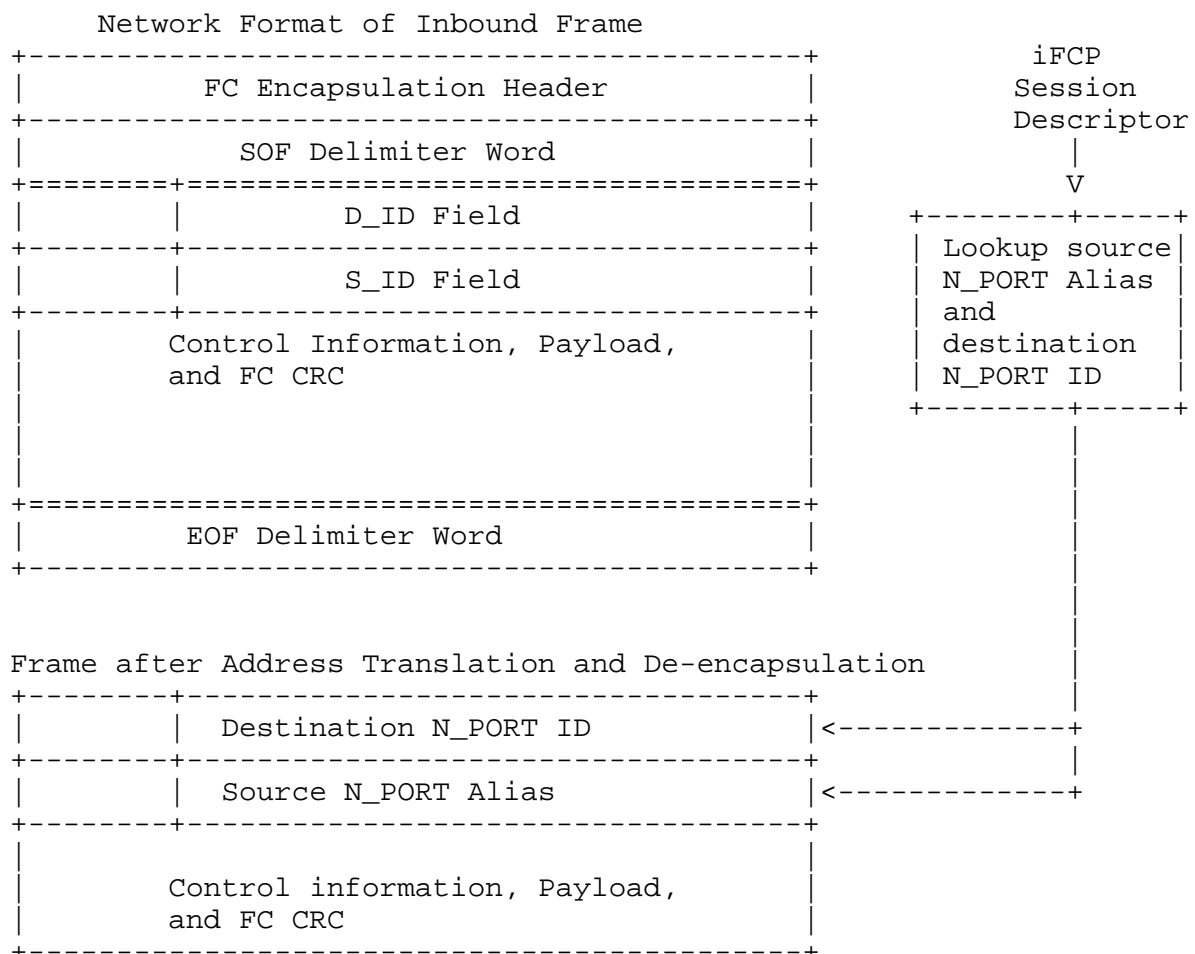 Network Format of Inbound Frame
iFCP
Session
Descriptor
FC Encapsulation Header
SOF Delimiter Word
V
D_ID Field
S_ID Field
Control Information, Payload,
and FC CRC
EOF Delimiter Word
Lookup source
N_PORT Alias
and
destination
N_PORT ID
Frame after Address Translation and De-encapsulation
Destination N_PORT ID
Source N_PORT Alias
Control information, Payload,
and FC CRC